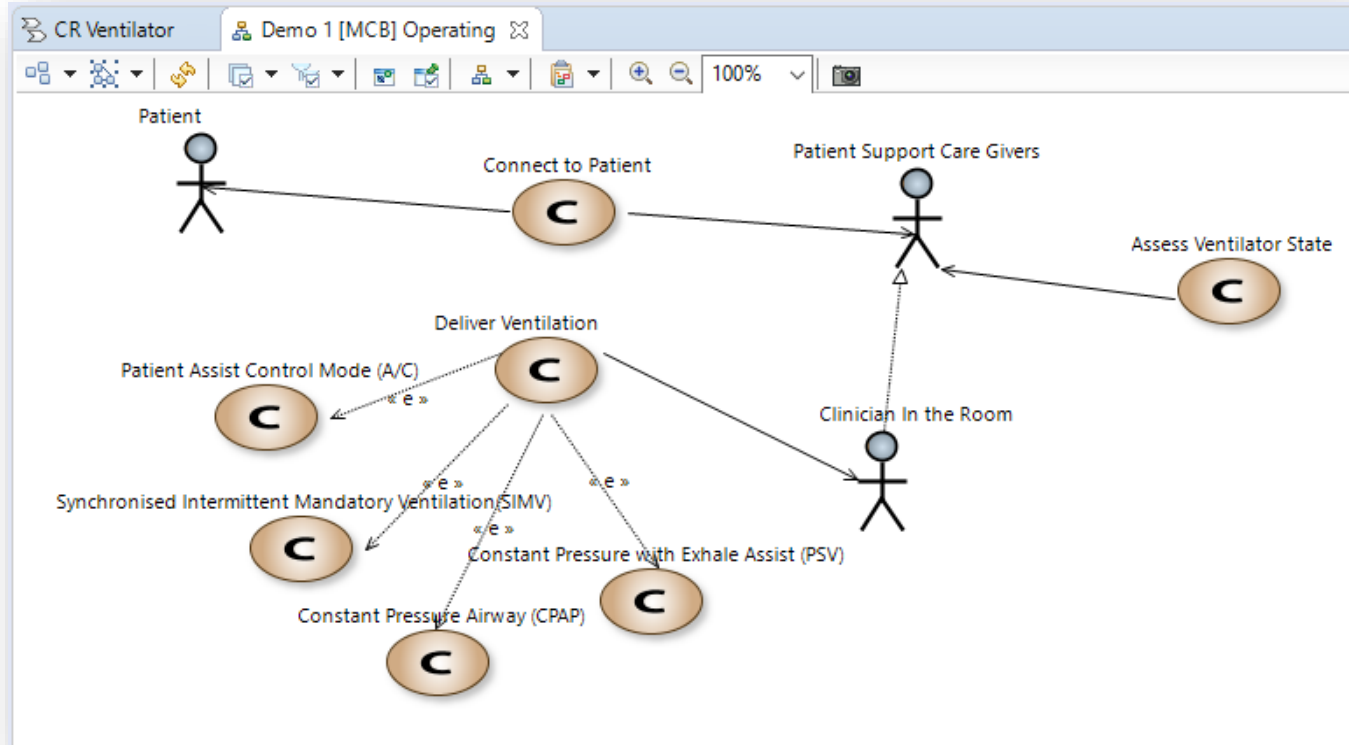 CR Ventilator
Demo 1 [MCB] Operating
100%
Patient
Connect to Patient
C
Patient Support Care Givers
Assess Ventilator State
C
Deliver Ventilation
C
Patient Assist Control Mode (A/C)
« e »
C
Clinician In the Room
« e »
« e »
Synchronised Intermittent Mandatory Ventilation(SIMV)
« e »
C
Constant Pressure with Exhale Assist (PSV)
C
Constant Pressure Airway (CPAP)
C